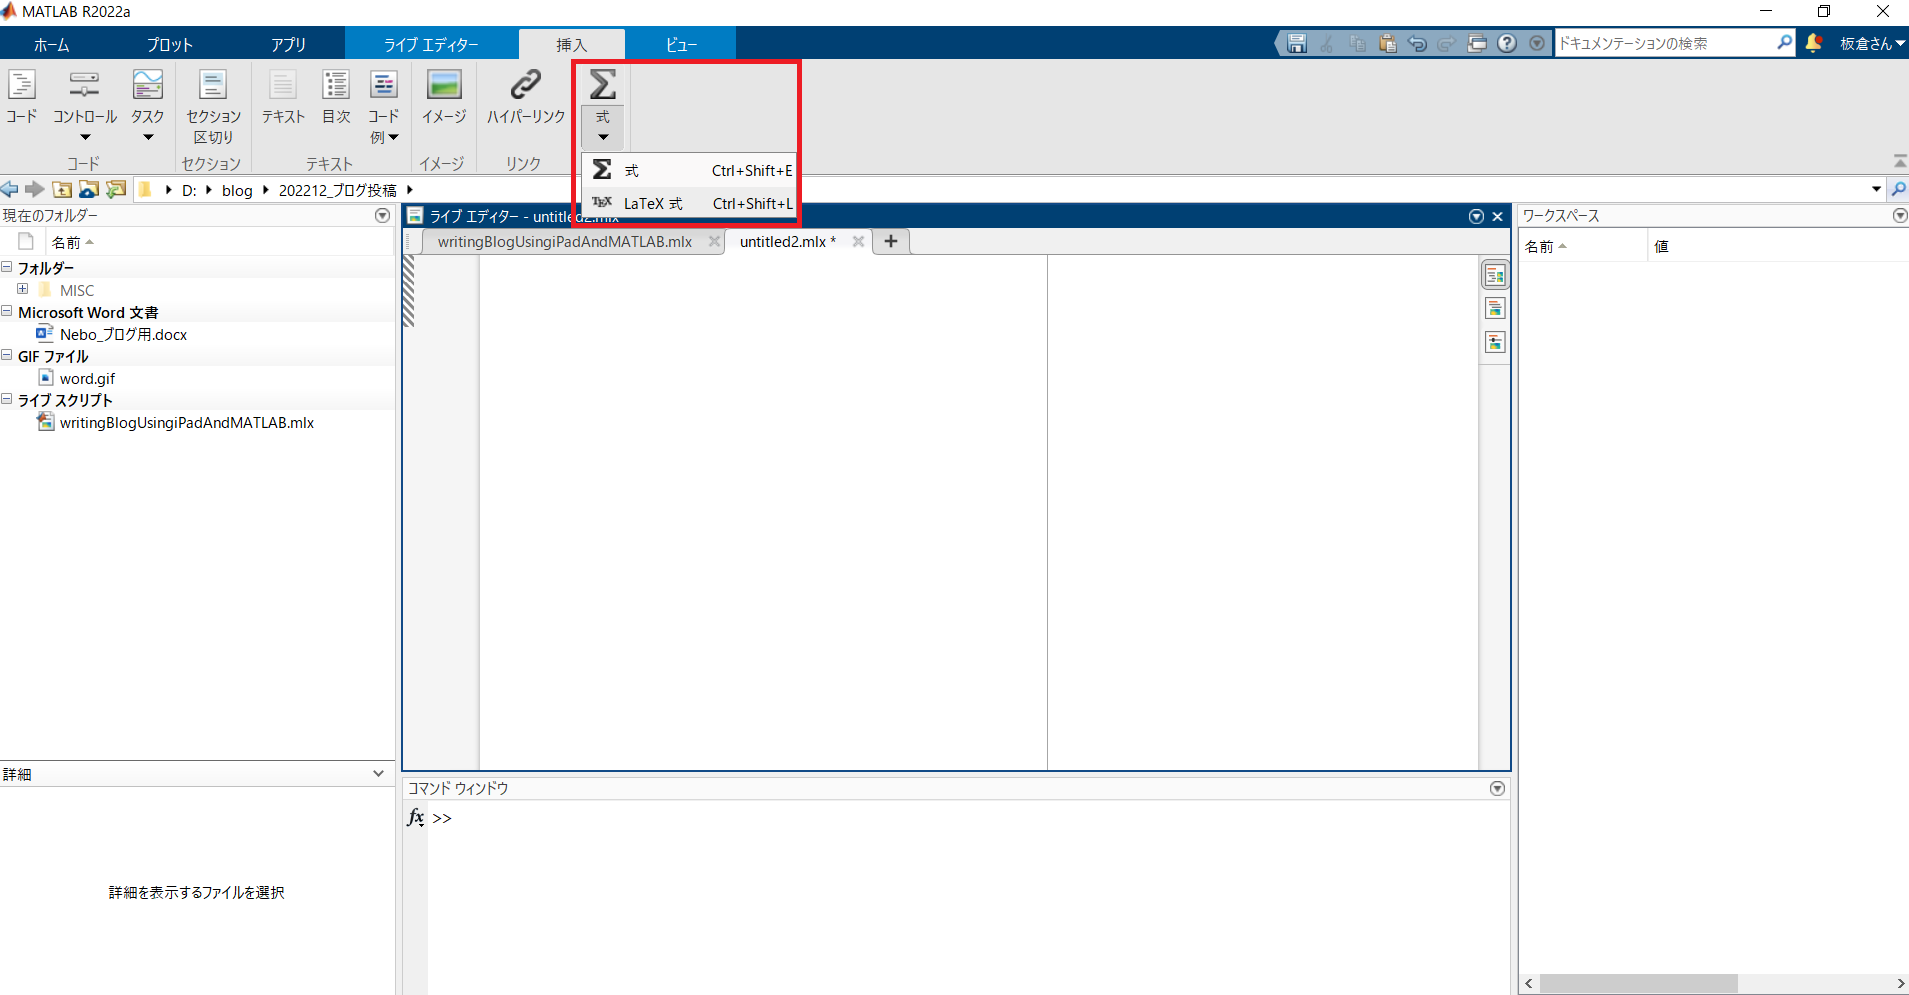 MATLAB R2022a
ホーム プロット アプリ ライブ エディター 挿入 ビュー ドキュメンテーションの検索 板倉さん
コード コントロール タスク セクション 区切り テキスト 目次 コード 例 イメージ ハイパーリンク 式
コード セクション テキスト イメージ リンク
式 Ctrl+Shift+E
LaTeX 式 Ctrl+Shift+L
D: blog 202212_ブログ投稿
現在のフォルダー
名前
フォルダー
MISC
Microsoft Word 文書
Nebo_ブログ用.docx
GIF ファイル
word.gif
ライブ スクリプト
writingBlogUsingiPadAndMATLAB.mlx
詳細
詳細を表示するファイルを選択
ライブ エディター - untitled2.mlx
writingBlogUsingiPadAndMATLAB.mlx untitled2.mlx * +
コマンド ウィンドウ
fx >>
ワークスペース
名前 値